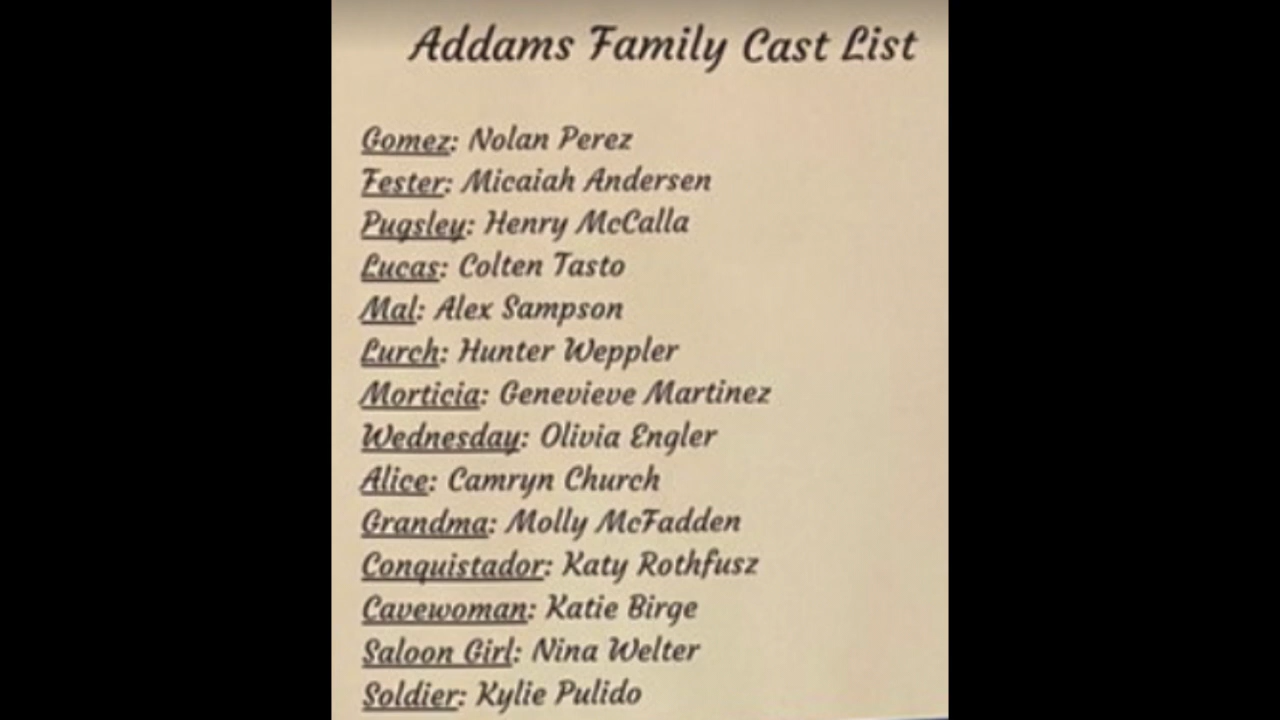 Addams Family Cast List
Gomez: Nolan Perez
Fester: Micaiah Andersen
Pugsley: Henry McCalla
Lucas: Colten Tasto
Mal: Alex Sampson
Lurch: Hunter Weppler
Morticia: Genevieve Martinez
Wednesday: Olivia Engler
Alice: Camryn Church
Grandma: Molly McFadden
Conquistador: Katy Rothfusz
Cavewoman: Katie Birge
Saloon Girl: Nina Welter
Soldier: Kylie Pulido